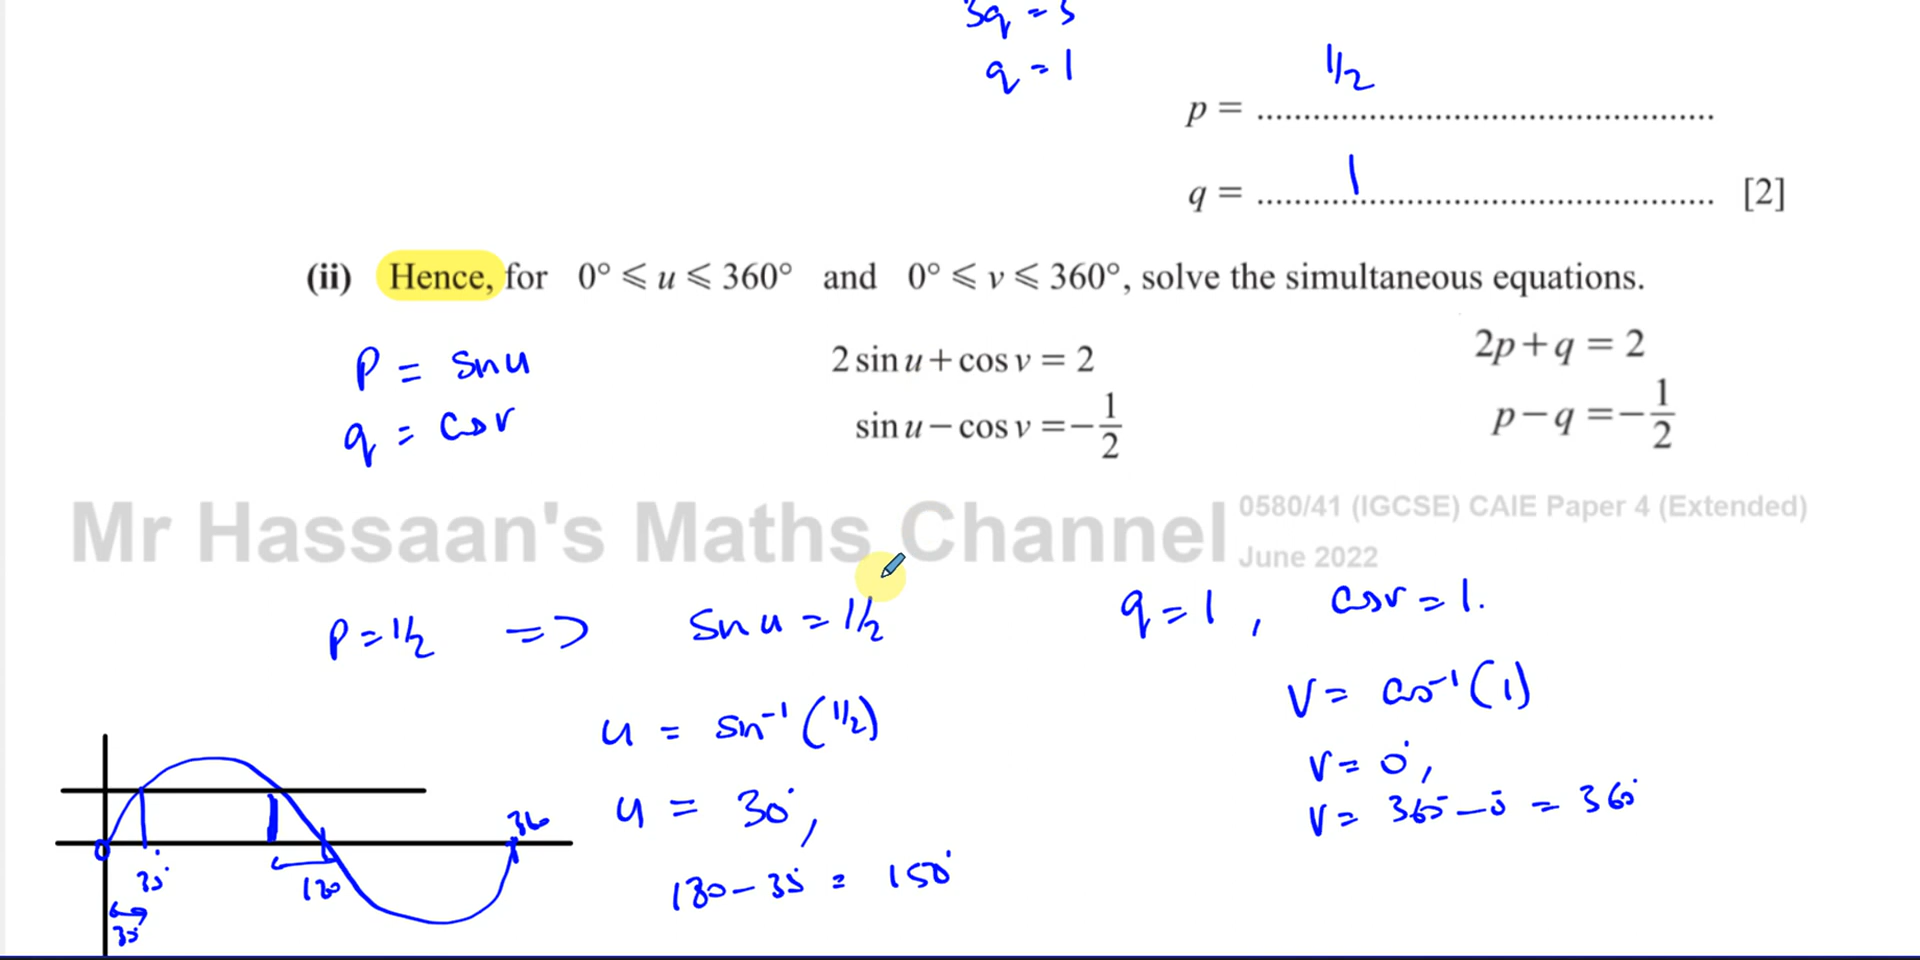 3q = 3
q = 1
1/2
p = ................................................
1
q = ................................................ [2]
(ii) Hence, for 0° ⩽ u ⩽ 360° and 0° ⩽ v ⩽ 360°, solve the simultaneous equations.
p = sin u
q = cos v
2 sin u + cos v = 2
sin u − cos v = −1/2
2p + q = 2
p − q = −1/2
Mr Hassaan's Maths Channel
0580/41 (IGCSE) CAIE Paper 4 (Extended)
June 2022
p = 1/2 => sin u = 1/2
q = 1, cos v = 1.
u = sin⁻¹ (1/2)
v = cos⁻¹ (1)
u = 30°,
v = 0°,
180 − 30 = 150°
v = 360 − 0 = 360°
0
30°
180
360
30